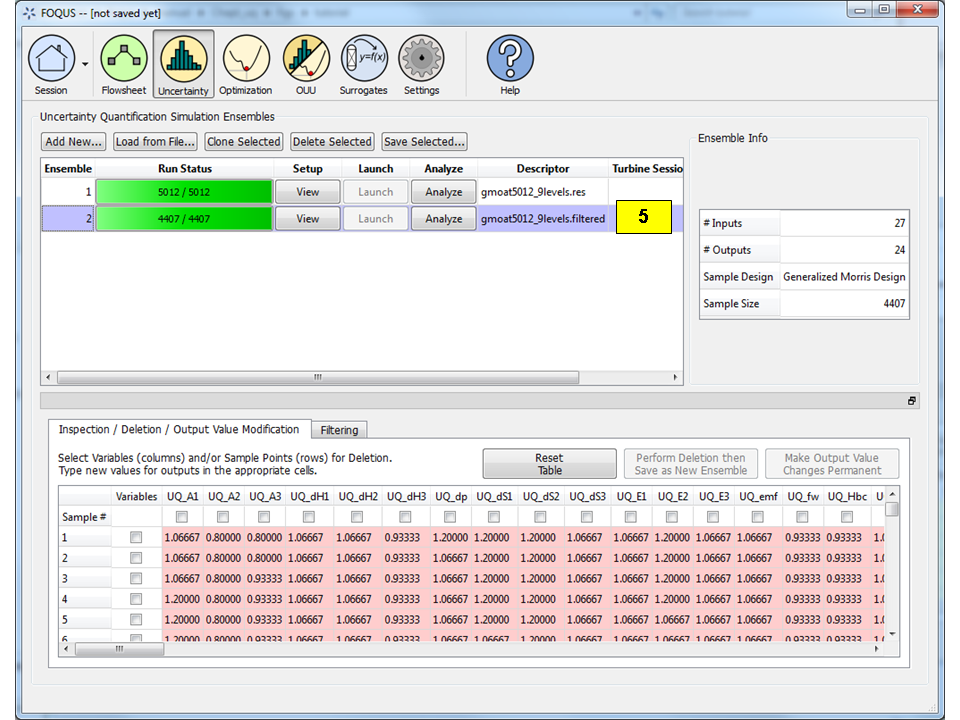 FOQUS -- [not saved yet]
Session Flowsheet Uncertainty Optimization OUU Surrogates Settings Help
y=f(x)
Uncertainty Quantification Simulation Ensembles
Add New... Load from File... Clone Selected Delete Selected Save Selected...
Ensemble Info
Ensemble Run Status Setup Launch Analyze Descriptor Turbine Sessio
1 5012 / 5012 View Launch Analyze gmoat5012_9levels.res
2 4407 / 4407 View Launch Analyze gmoat5012_9levels.filtered 5
# Inputs 27
# Outputs 24
Sample Design Generalized Morris Design
Sample Size 4407
Inspection / Deletion / Output Value Modification Filtering
Select Variables (columns) and/or Sample Points (rows) for Deletion.
Type new values for outputs in the appropriate cells.
Reset
Table
Perform Deletion then
Save as New Ensemble
Make Output Value
Changes Permanent
Variables UQ_A1 UQ_A2 UQ_A3 UQ_dH1 UQ_dH2 UQ_dH3 UQ_dp UQ_dS1 UQ_dS2 UQ_dS3 UQ_E1 UQ_E2 UQ_E3 UQ_emf UQ_fw UQ_Hbc U
Sample #
1 1.06667 0.80000 0.80000 1.06667 1.06667 0.93333 1.20000 1.20000 1.20000 1.06667 1.06667 1.20000 1.06667 1.06667 0.93333 0.93333 1.0
2 1.06667 0.80000 0.80000 1.06667 1.06667 0.93333 1.06667 1.20000 1.20000 1.06667 1.06667 1.20000 1.06667 1.06667 0.93333 0.93333 1.0
3 1.06667 0.80000 0.93333 1.06667 1.06667 0.93333 1.06667 1.20000 1.20000 1.06667 1.06667 1.20000 1.06667 1.06667 0.93333 0.93333 1.0
4 1.20000 0.80000 0.93333 1.06667 1.06667 0.93333 1.06667 1.20000 1.20000 1.06667 1.06667 1.20000 1.06667 1.06667 0.93333 0.93333 1.0
5 1.20000 0.80000 0.93333 1.06667 1.06667 0.93333 1.06667 1.20000 1.20000 1.06667 1.06667 1.06667 1.06667 1.06667 0.93333 0.93333 1.0
6 1.20000 0.80000 0.93333 1.06667 1.06667 0.93333 1.06667 1.20000 1.20000 1.06667 1.06667 1.06667 1.06667 1.06667 0.93333 0.93333 1.0